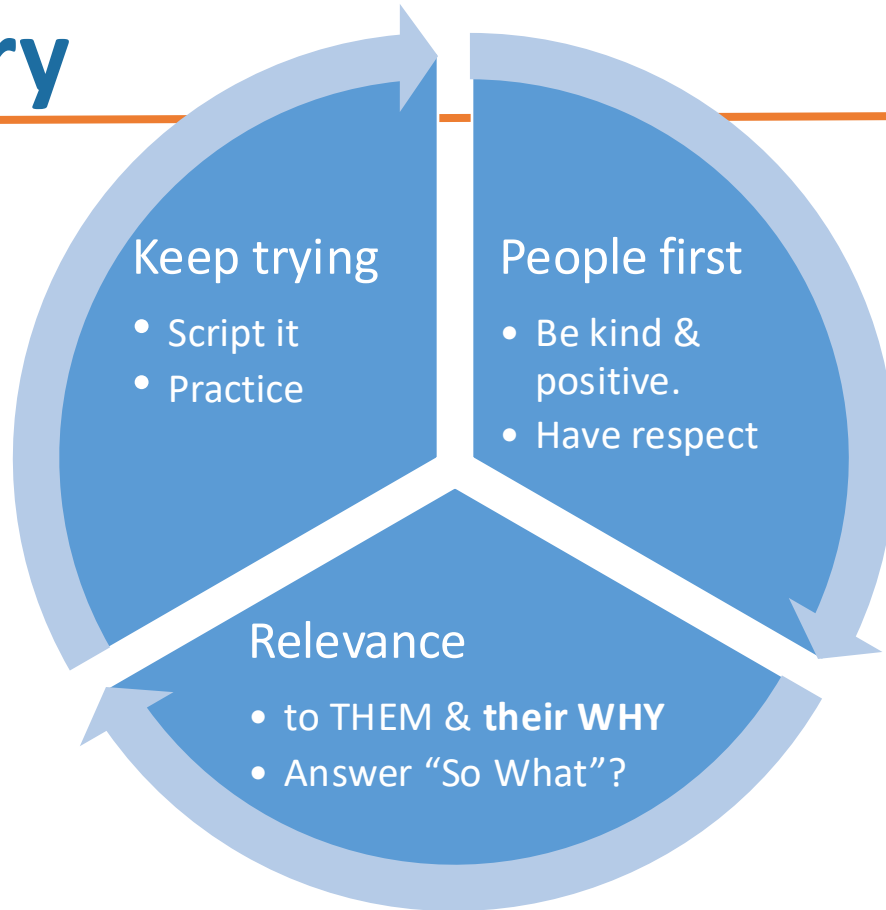 ry
Keep trying
• Script it
• Practice
People first
• Be kind &
positive.
• Have respect
Relevance
• to THEM & their WHY
• Answer “So What”?